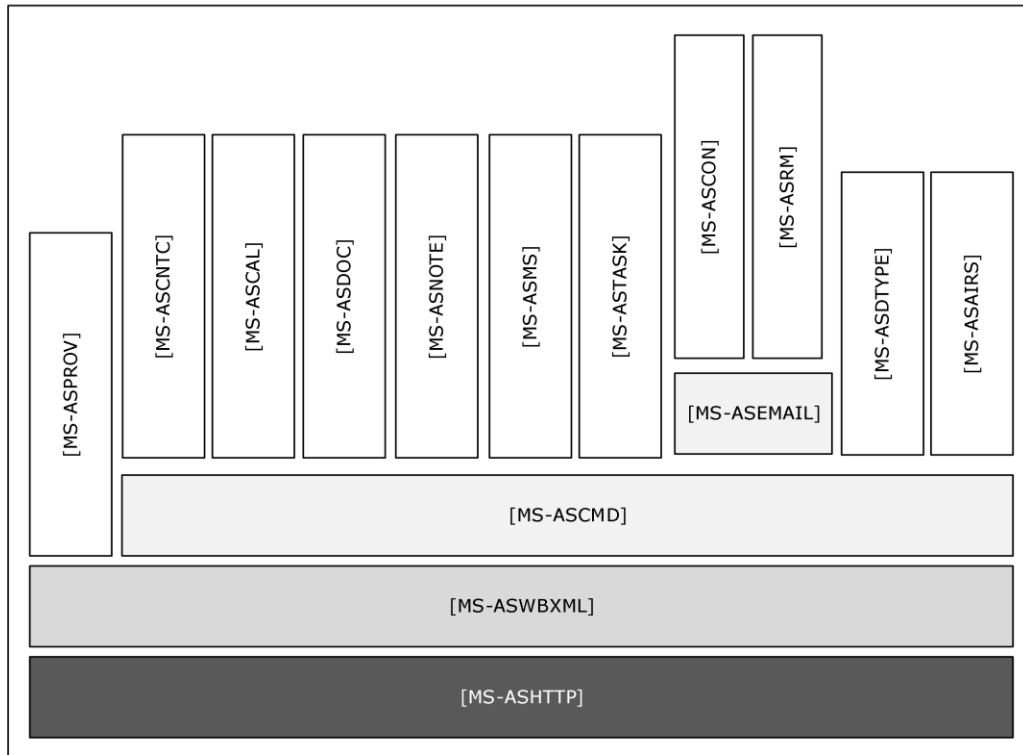 [MS-ASPROV]
[MS-ASCNTC]
[MS-ASCAL]
[MS-ASDOC]
[MS-ASNOTE]
[MS-ASMS]
[MS-ASTASK]
[MS-ASCON]
[MS-ASRM]
[MS-ASDTYPE]
[MS-ASAIRS]
[MS-ASEMAIL]
[MS-ASCMD]
[MS-ASWBXML]
[MS-ASHTTP]